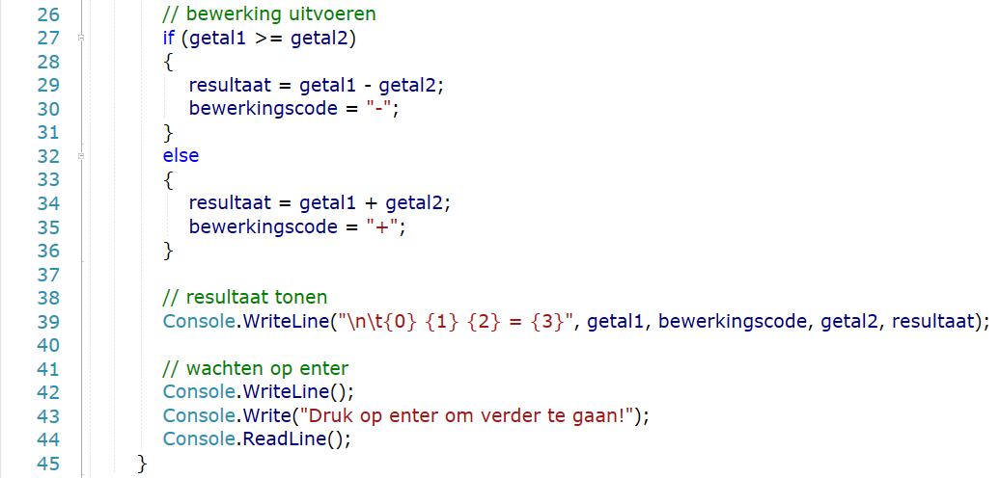 26 // bewerking uitvoeren
27 if (getal1 >= getal2)
28 {
29 resultaat = getal1 - getal2;
30 bewerkingscode = "-";
31 }
32 else
33 {
34 resultaat = getal1 + getal2;
35 bewerkingscode = "+";
36 }
37
38 // resultaat tonen
39 Console.WriteLine("\n\t{0} {1} {2} = {3}", getal1, bewerkingscode, getal2, resultaat);
40
41 // wachten op enter
42 Console.WriteLine();
43 Console.Write("Druk op enter om verder te gaan!");
44 Console.ReadLine();
45 }